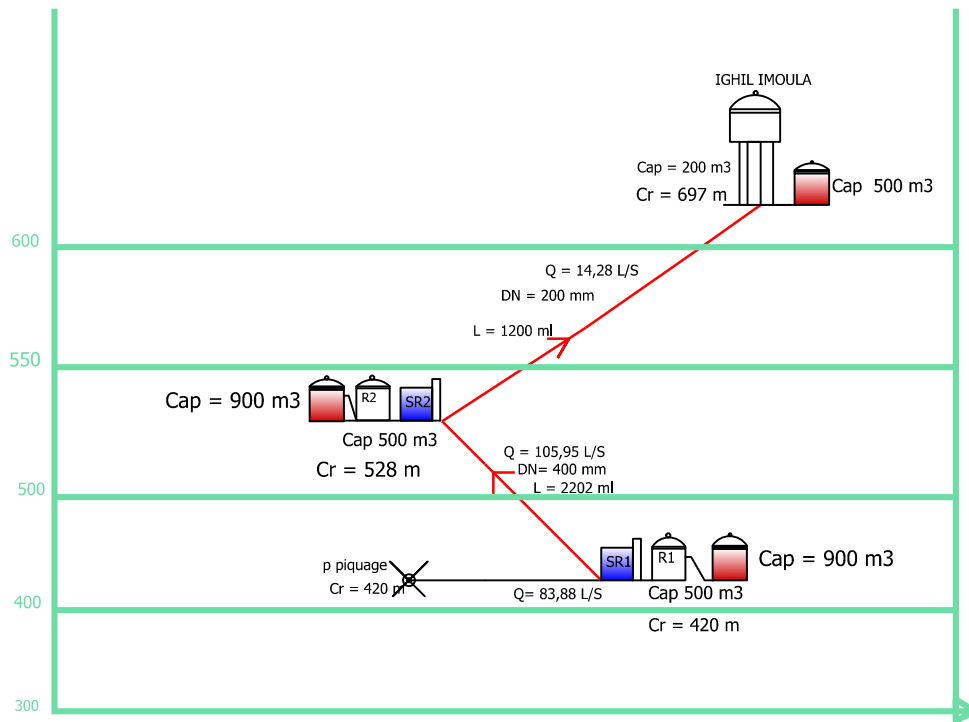 IGHIL IMOULA
Cap = 200 m3
Cr = 697 m
Cap 500 m3
600
Q = 14,28 L/S
DN = 200 mm
L = 1200 ml
550
Cap = 900 m3
R2
SR2
Cap 500 m3
Cr = 528 m
Q = 105,95 L/S
DN= 400 mm
L = 2202 ml
500
SR1
R1
Cap = 900 m3
p piquage
Cr = 420 m
Q= 83,88 L/S
Cap 500 m3
400
Cr = 420 m
300